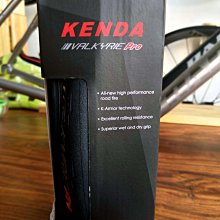 KENDA
VALKYRIE Pro
• All-new high performance
road tire
• K-Armor technology
• Excellent rolling resistance
• Superior wet and dry grip